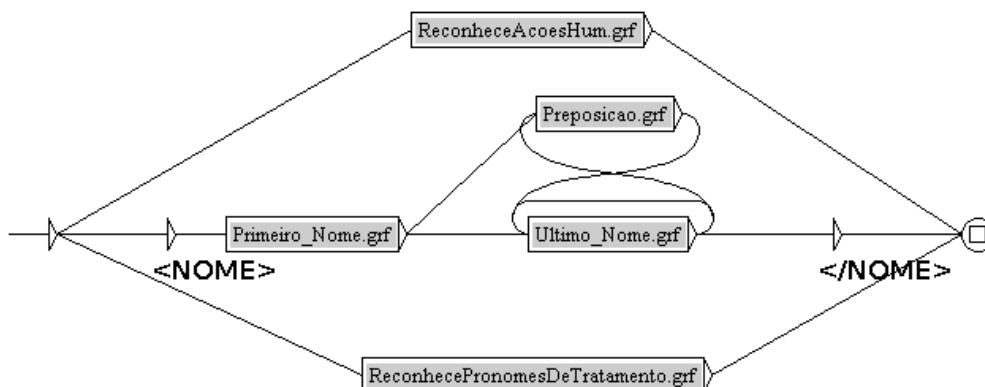 ReconheceAcoesHum.grf
Preposicao.grf
Primeiro_Nome.grf
Ultimo_Nome.grf
<NOME>
</NOME>
ReconhecePronomesDeTratamento.grf